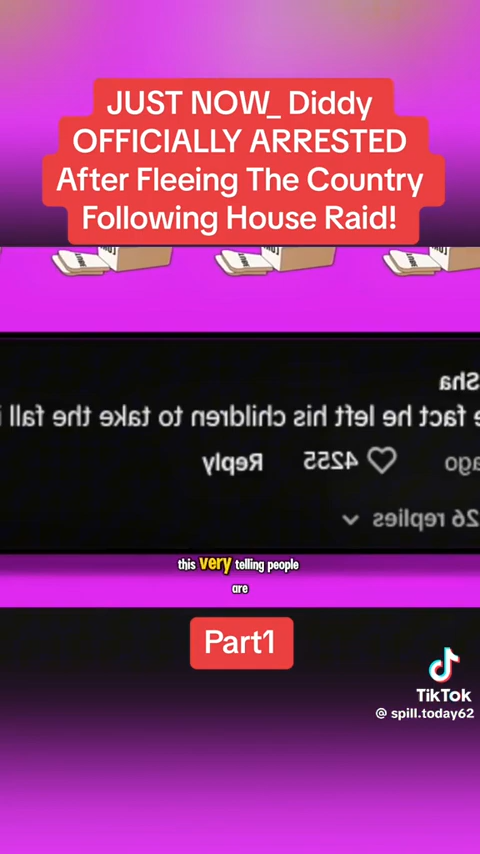 JUST NOW_ Diddy
OFFICIALLY ARRESTED
After Fleeing The Country
Following House Raid!
Sha
e fact he left his children to take the fall i
ago
4255
Reply
26 replies
this very telling people
are
Part1
TikTok
@ spill.today62